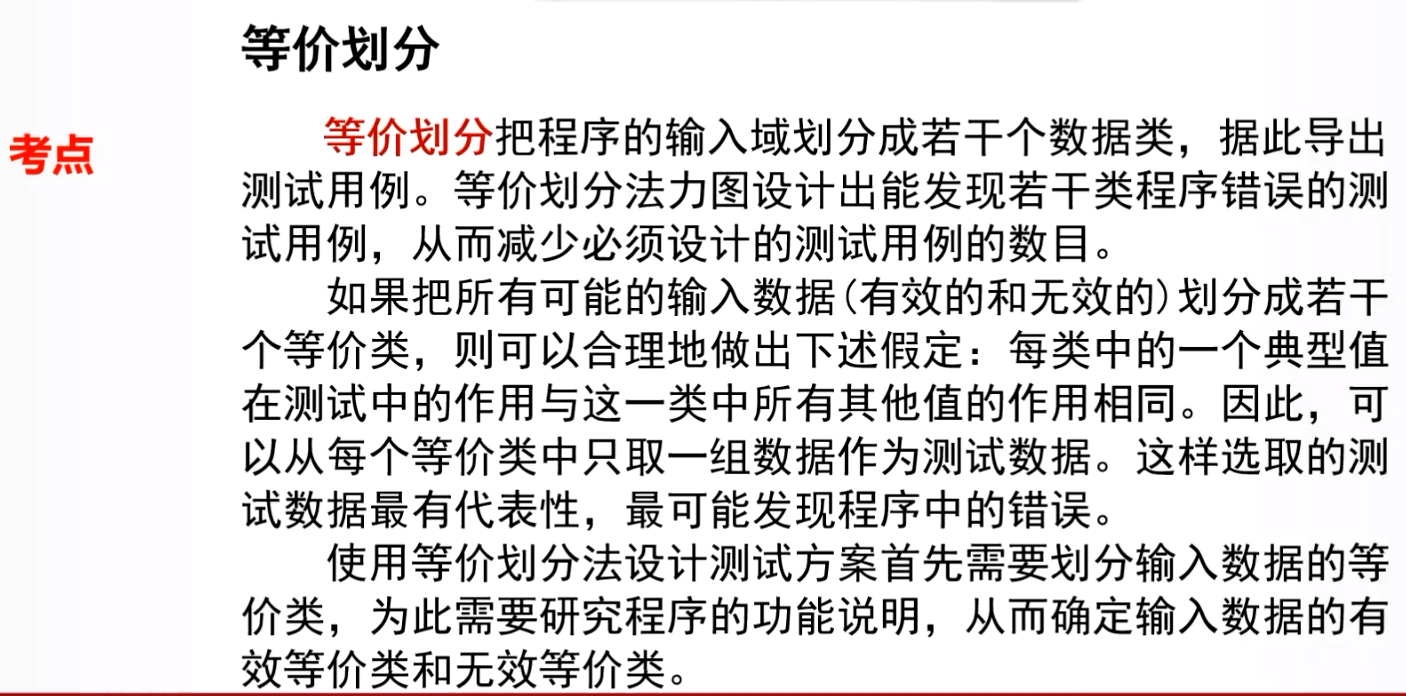 等价划分
考点
等价划分把程序的输入域划分成若干个数据类，据此导出
测试用例。等价划分法力图设计出能发现若干类程序错误的测
试用例，从而减少必须设计的测试用例的数目。
如果把所有可能的输入数据(有效的和无效的)划分成若干
个等价类，则可以合理地做出下述假定：每类中的一个典型值
在测试中的作用与这一类中所有其他值的作用相同。因此，可
以从每个等价类中只取一组数据作为测试数据。这样选取的测
试数据最有代表性，最可能发现程序中的错误。
使用等价划分法设计测试方案首先需要划分输入数据的等
价类，为此需要研究程序的功能说明，从而确定输入数据的有
效等价类和无效等价类。